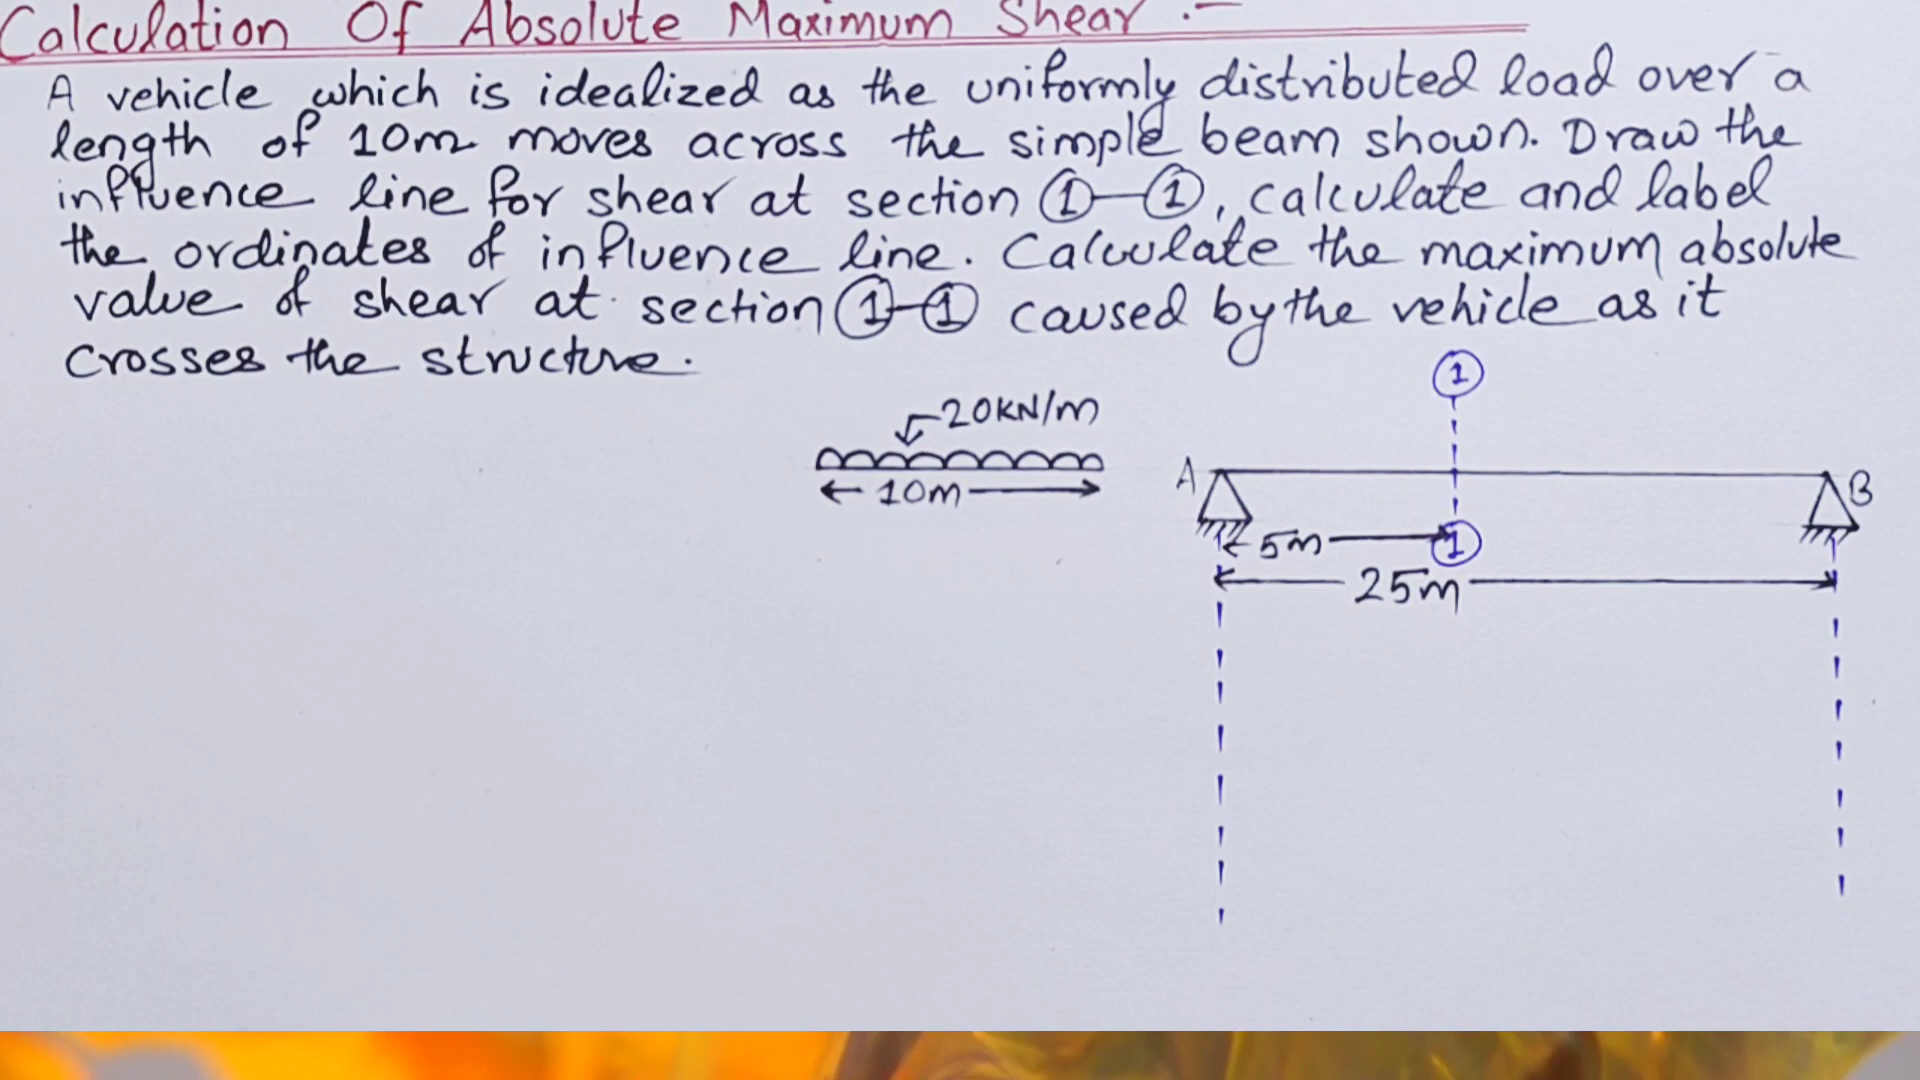 Calculation Of Absolute Maximum Shear :-
A vehicle which is idealized as the uniformly distributed load over a
length of 10m moves across the simple beam shown. Draw the
influence line for shear at section ①—①, calculate and label
the ordinates of influence line. Calculate the maximum absolute
value of shear at section ①-① caused by the vehicle as it
crosses the structure.
①
20KN/m
A
B
10m
5m
①
25m